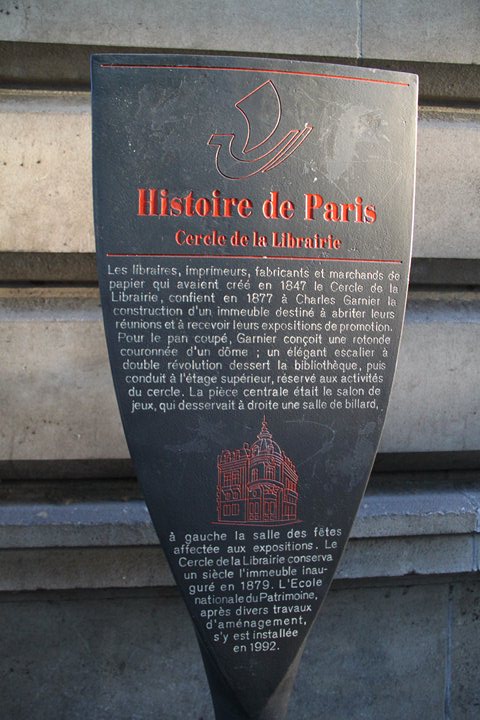 Histoire de Paris
Cercle de la Librairie
Les libraires, imprimeurs, fabricants et marchands de
papier qui avaient créé en 1847 le Cercle de la
Librairie, confient en 1877 à Charles Garnier la
construction d'un immeuble destiné à abriter leurs
réunions et à recevoir leurs expositions de promotion.
Pour le pan coupé, Garnier conçoit une rotonde
couronnée d'un dôme ; un élégant escalier à
double révolution dessert la bibliothèque, puis
conduit à l'étage supérieur, réservé aux activités
du cercle. La pièce centrale était le salon de
jeux, qui desservait à droite une salle de billard,
à gauche la salle des fêtes
affectée aux expositions. Le
Cercle de la Librairie conserva
un siècle l'immeuble inau-
guré en 1879. L'Ecole
nationale du Patrimoine,
après divers travaux
d'aménagement,
s'y est installée
en 1992.